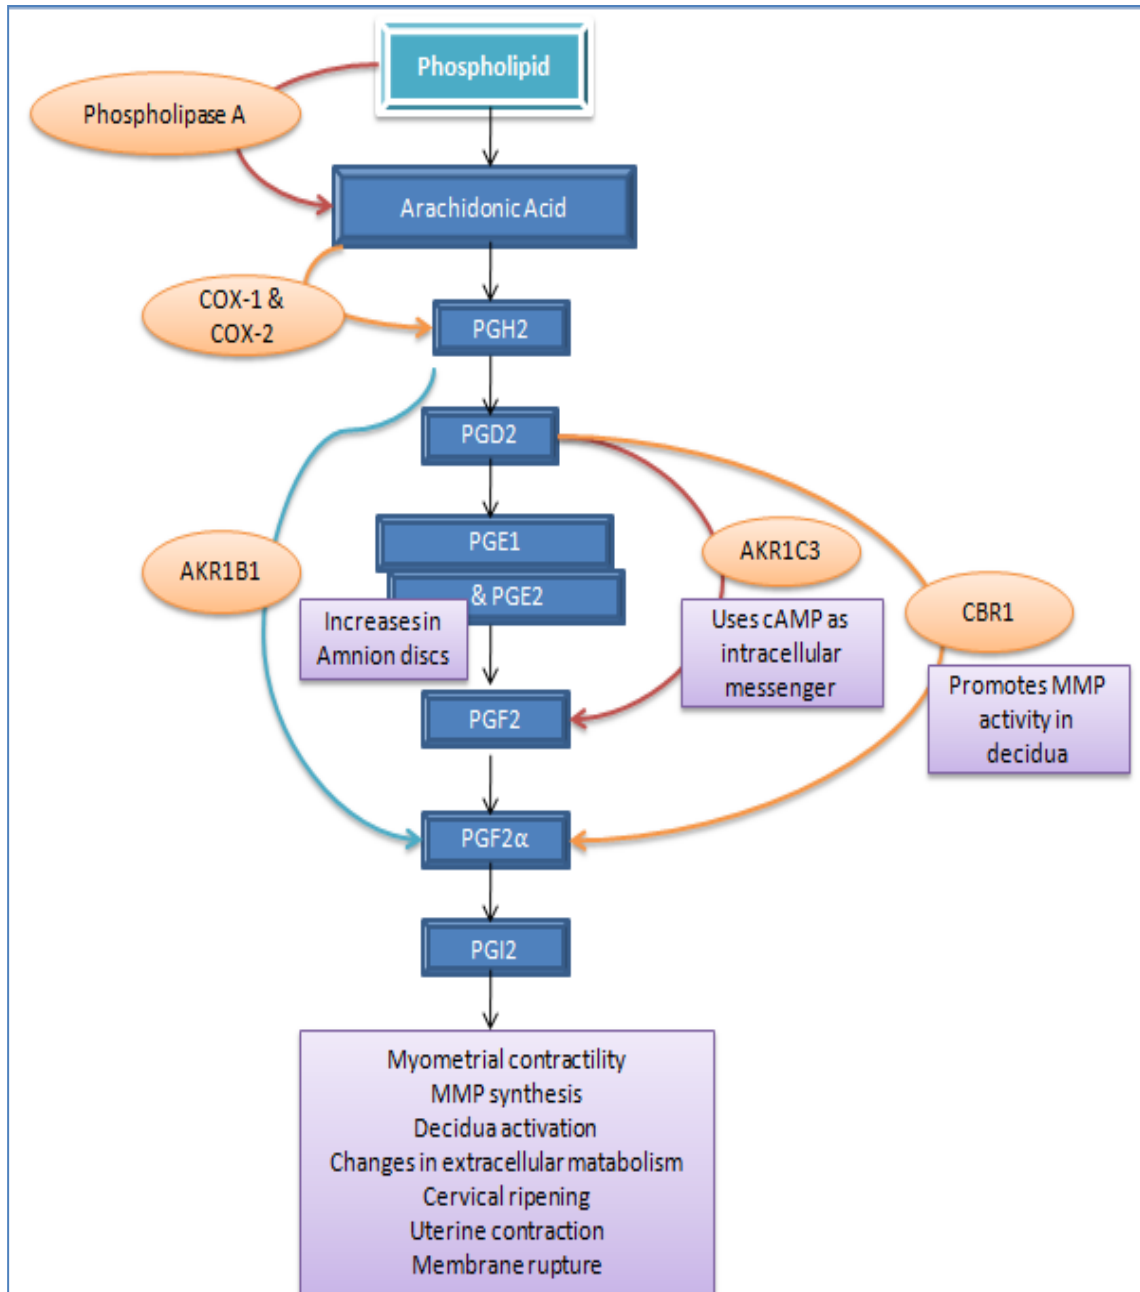 Phospholipid
Phospholipase A
Arachidonic Acid
COX-1 &
COX-2
PGH2
PGD2
PGE1
& PGE2
AKR1B1
AKR1C3
CBR1
Increases in
Amnion discs
Uses cAMP as
intracellular
messenger
Promotes MMP
activity in
decidua
PGF2
PGF2α
PGI2
Myometrial contractility
MMP synthesis
Decidua activation
Changes in extracellular matabolism
Cervical ripening
Uterine contraction
Membrane rupture